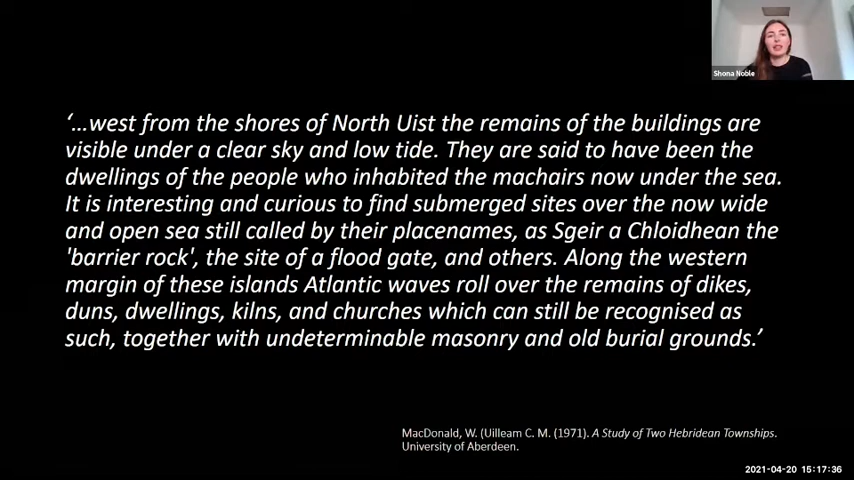 Shona Noble
‘...west from the shores of North Uist the remains of the buildings are
visible under a clear sky and low tide. They are said to have been the
dwellings of the people who inhabited the machairs now under the sea.
It is interesting and curious to find submerged sites over the now wide
and open sea still called by their placenames, as Sgeir a Chloidhean the
'barrier rock', the site of a flood gate, and others. Along the western
margin of these islands Atlantic waves roll over the remains of dikes,
duns, dwellings, kilns, and churches which can still be recognised as
such, together with undeterminable masonry and old burial grounds.’
MacDonald, W. (Uilleam C. M. (1971). A Study of Two Hebridean Townships.
University of Aberdeen.
2021-04-20 15:17:36